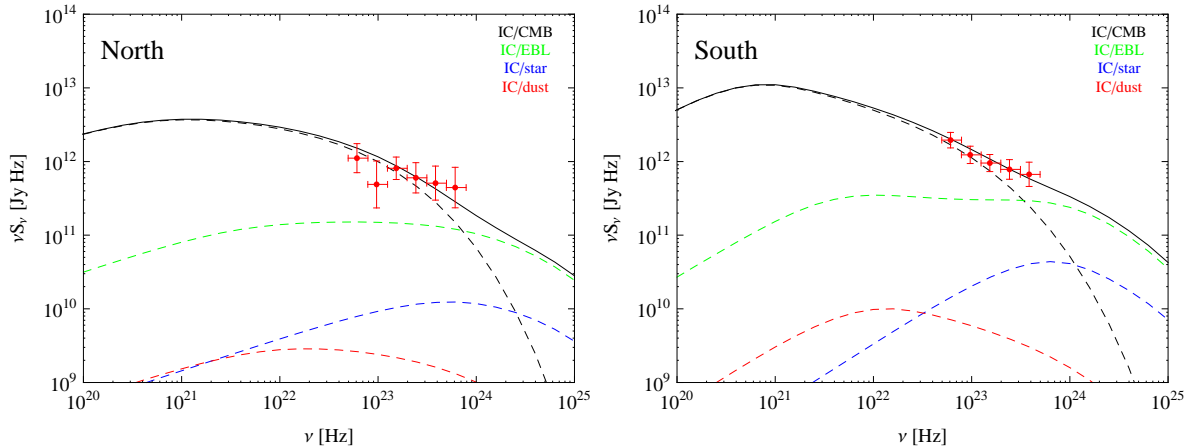 North
IC/CMB
IC/EBL
IC/star
IC/dust
νS_ν [Jy Hz]
10^14
10^13
10^12
10^11
10^10
10^9
10^20 10^21 10^22 10^23 10^24 10^25
ν [Hz]
South
IC/CMB
IC/EBL
IC/star
IC/dust
νS_ν [Jy Hz]
10^14
10^13
10^12
10^11
10^10
10^9
10^20 10^21 10^22 10^23 10^24 10^25
ν [Hz]